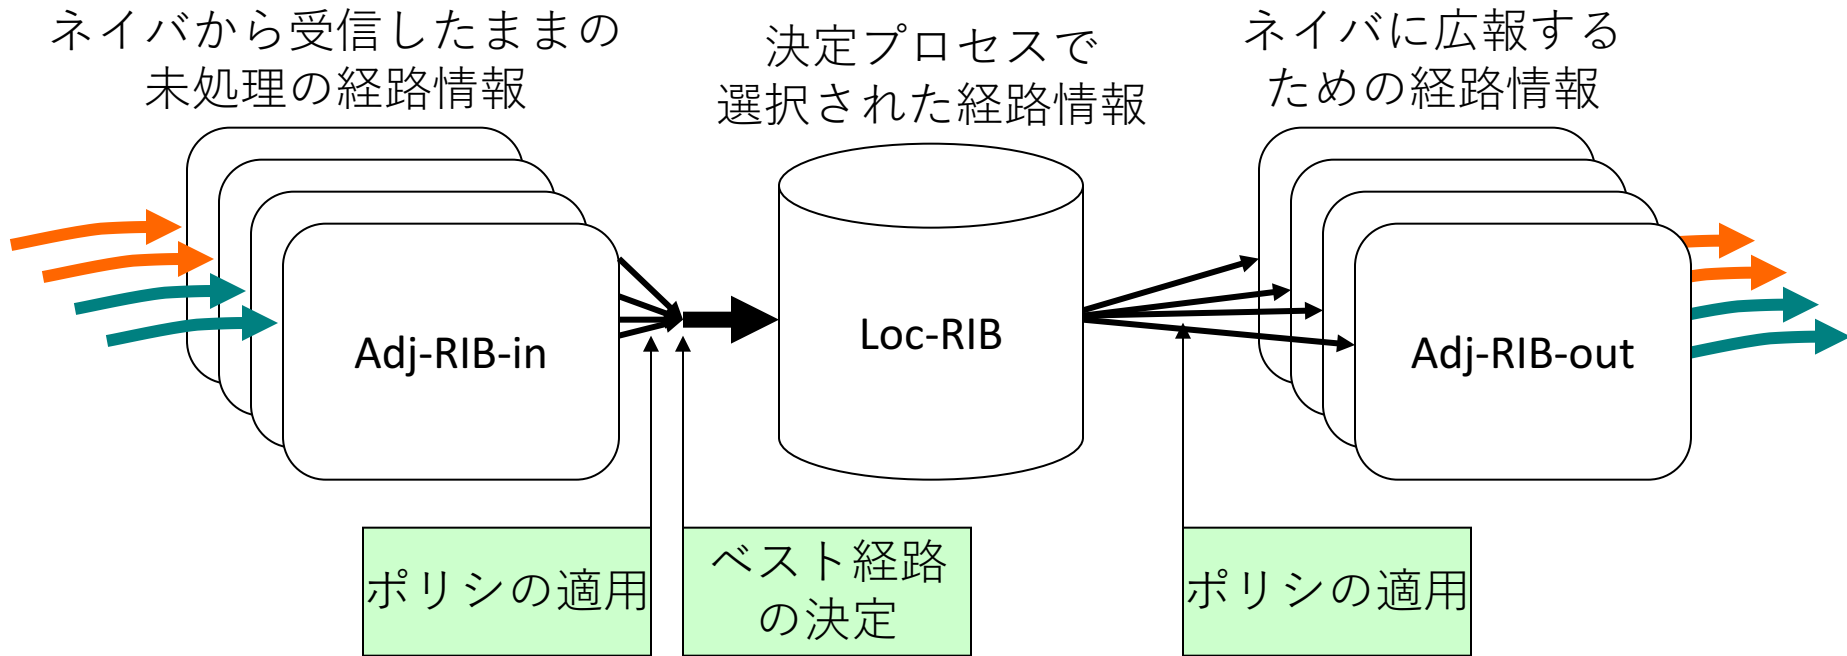 ネイバから受信したままの
未処理の経路情報
決定プロセスで
選択された経路情報
ネイバに広報する
ための経路情報
Adj-RIB-in
Loc-RIB
Adj-RIB-out
ポリシの適用
ベスト経路
の決定
ポリシの適用